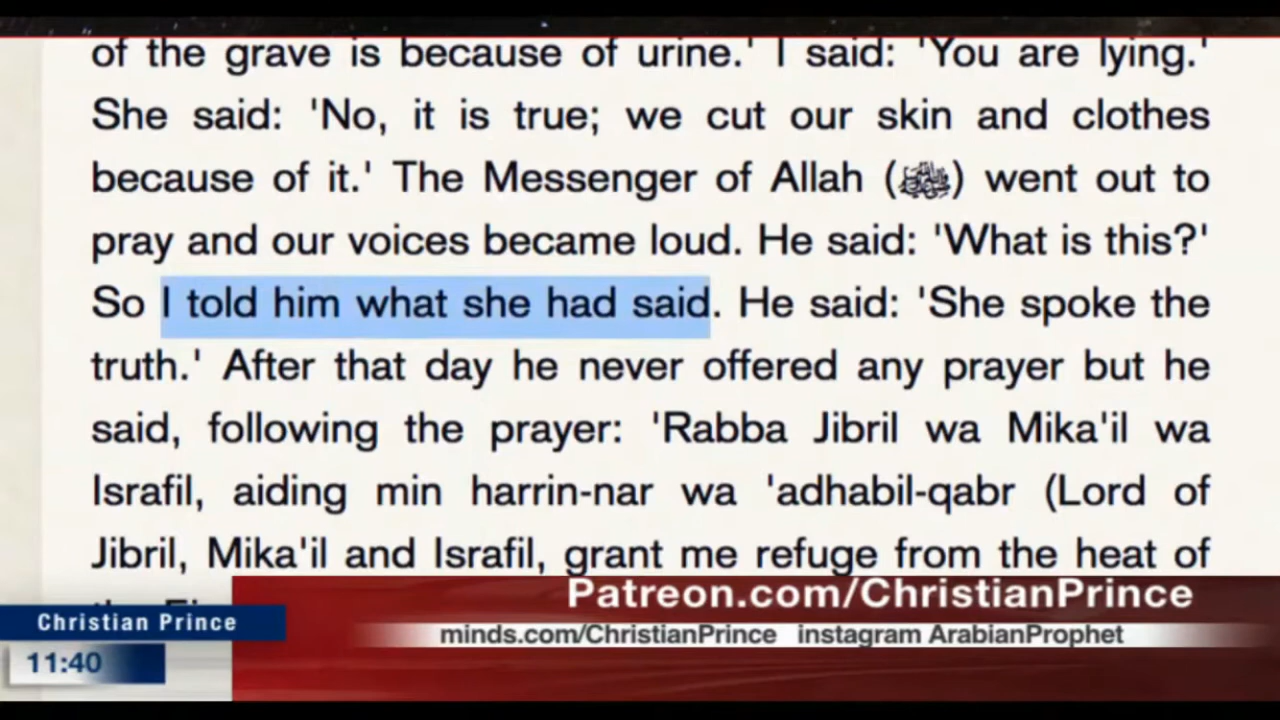 of the grave is because of urine.' I said: 'You are lying.'
She said: 'No, it is true; we cut our skin and clothes
because of it.' The Messenger of Allah (ﷺ) went out to
pray and our voices became loud. He said: 'What is this?'
So I told him what she had said. He said: 'She spoke the
truth.' After that day he never offered any prayer but he
said, following the prayer: 'Rabba Jibril wa Mika'il wa
Israfil, aiding min harrin-nar wa 'adhabil-qabr (Lord of
Jibril, Mika'il and Israfil, grant me refuge from the heat of
Patreon.com/ChristianPrince
Christian Prince
minds.com/ChristianPrince instagram ArabianProphet
11:40